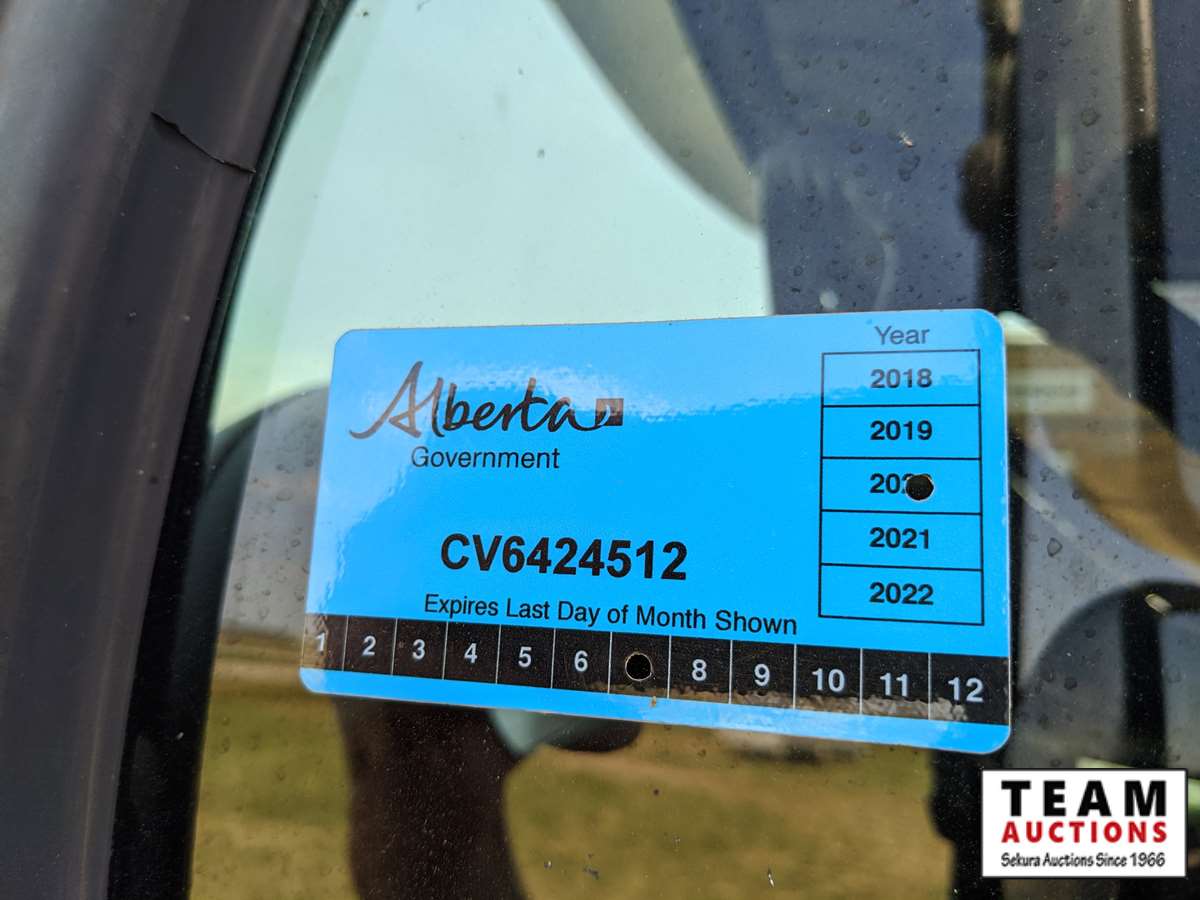 Alberta
Government
Year
2018
2019
2021
2022
CV6424512
Expires Last Day of Month Shown
1 2 3 4 5 6 8 9 10 11 12
TEAM
AUCTIONS
Sekura Auctions Since 1966